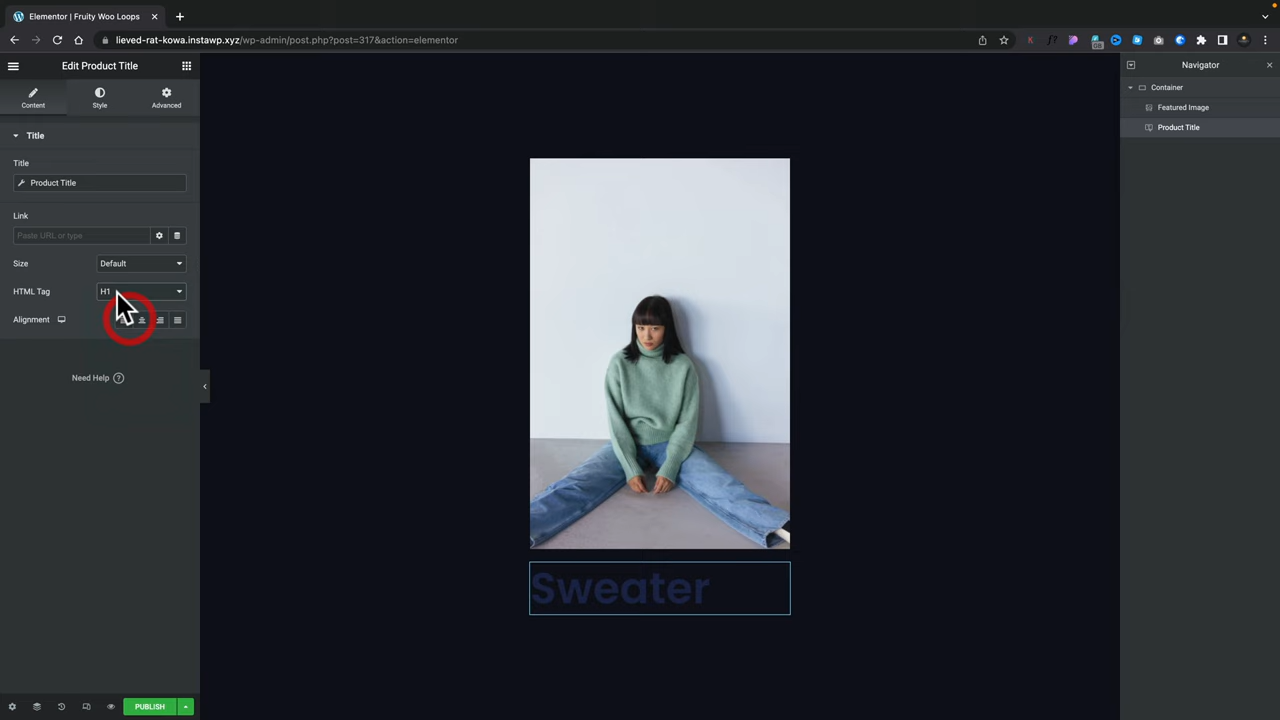 Elementor | Fruity Woo Loops
lieved-rat-kowa.instawp.xyz/wp-admin/post.php?post=317&action=elementor
Edit Product Title
Navigator
Content
Style
Advanced
Container
Featured Image
Product Title
Title
Title
Product Title
Link
Paste URL or type
Size
Default
HTML Tag
H1
Alignment
Need Help
Sweater
PUBLISH